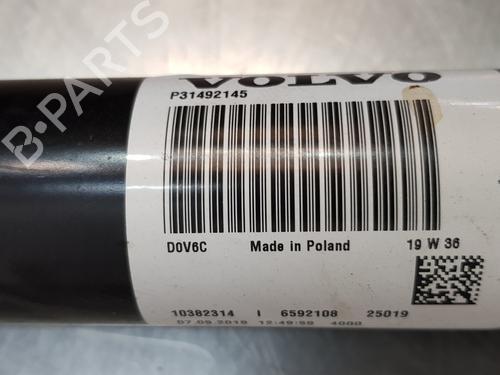 B-PARTS
VOLVO
P31492145
D0V6C Made in Poland 19 W 36
10382314 I 6592108 25019
07.09.2019 12:49:59 4000